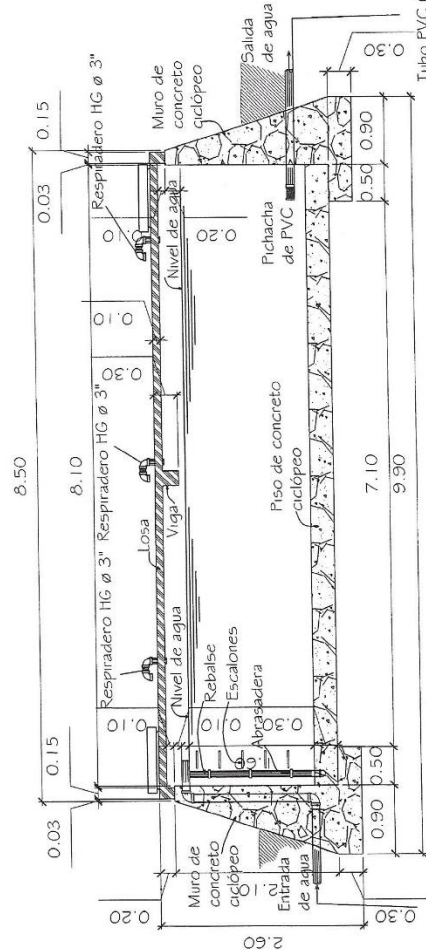 8.50
8.10
0.03
0.15
0.15
0.03
Respiradero HG ø 3"
Respiradero HG ø 3"
Respiradero HG ø 3"
Losa
Viga
0.30
0.10
0.10
0.20
0.10
Nivel de agua
Nivel de agua
Muro de
concreto
ciclópeo
Muro de
concreto
ciclópeo
0.20
2.10
2.60
0.30
Entrada
de agua
Rebalse
Escalones
Abrasadera
0.30
Piso de concreto
ciclópeo
Pichacha
de PVC
Salida
de agua
0.30
0.90
0.50
7.10
0.50
0.90
9.90
Tubo PVC